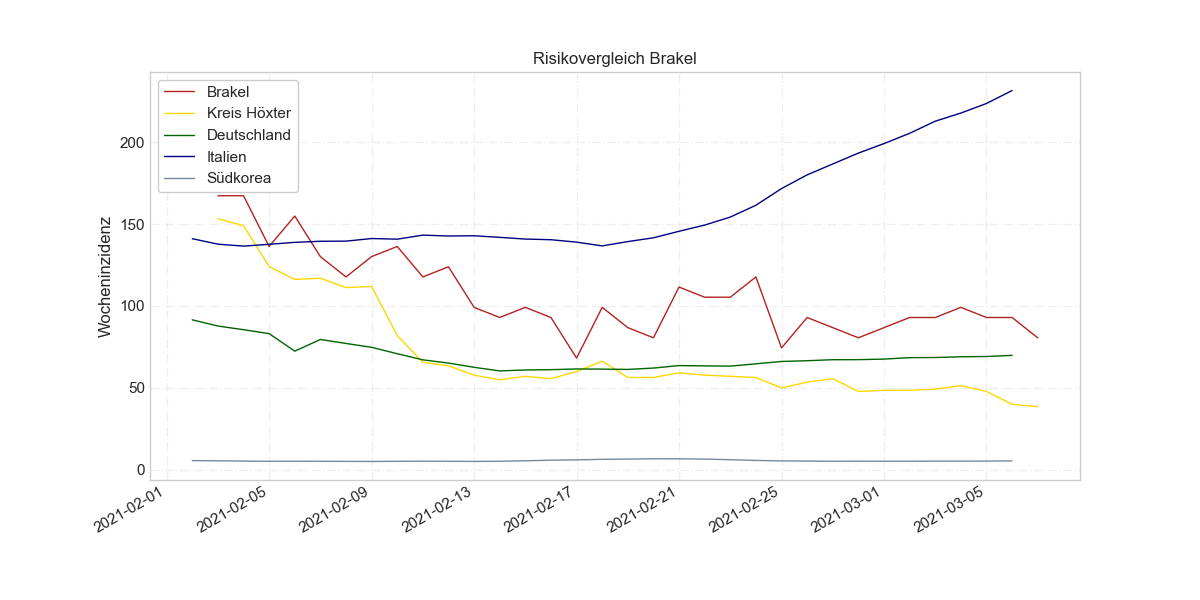 Risikovergleich Brakel
Brakel
Kreis Höxter
Deutschland
Italien
Südkorea
Wocheninzidenz
200
150
100
50
0
2021-02-01
2021-02-05
2021-02-09
2021-02-13
2021-02-17
2021-02-21
2021-02-25
2021-03-01
2021-03-05